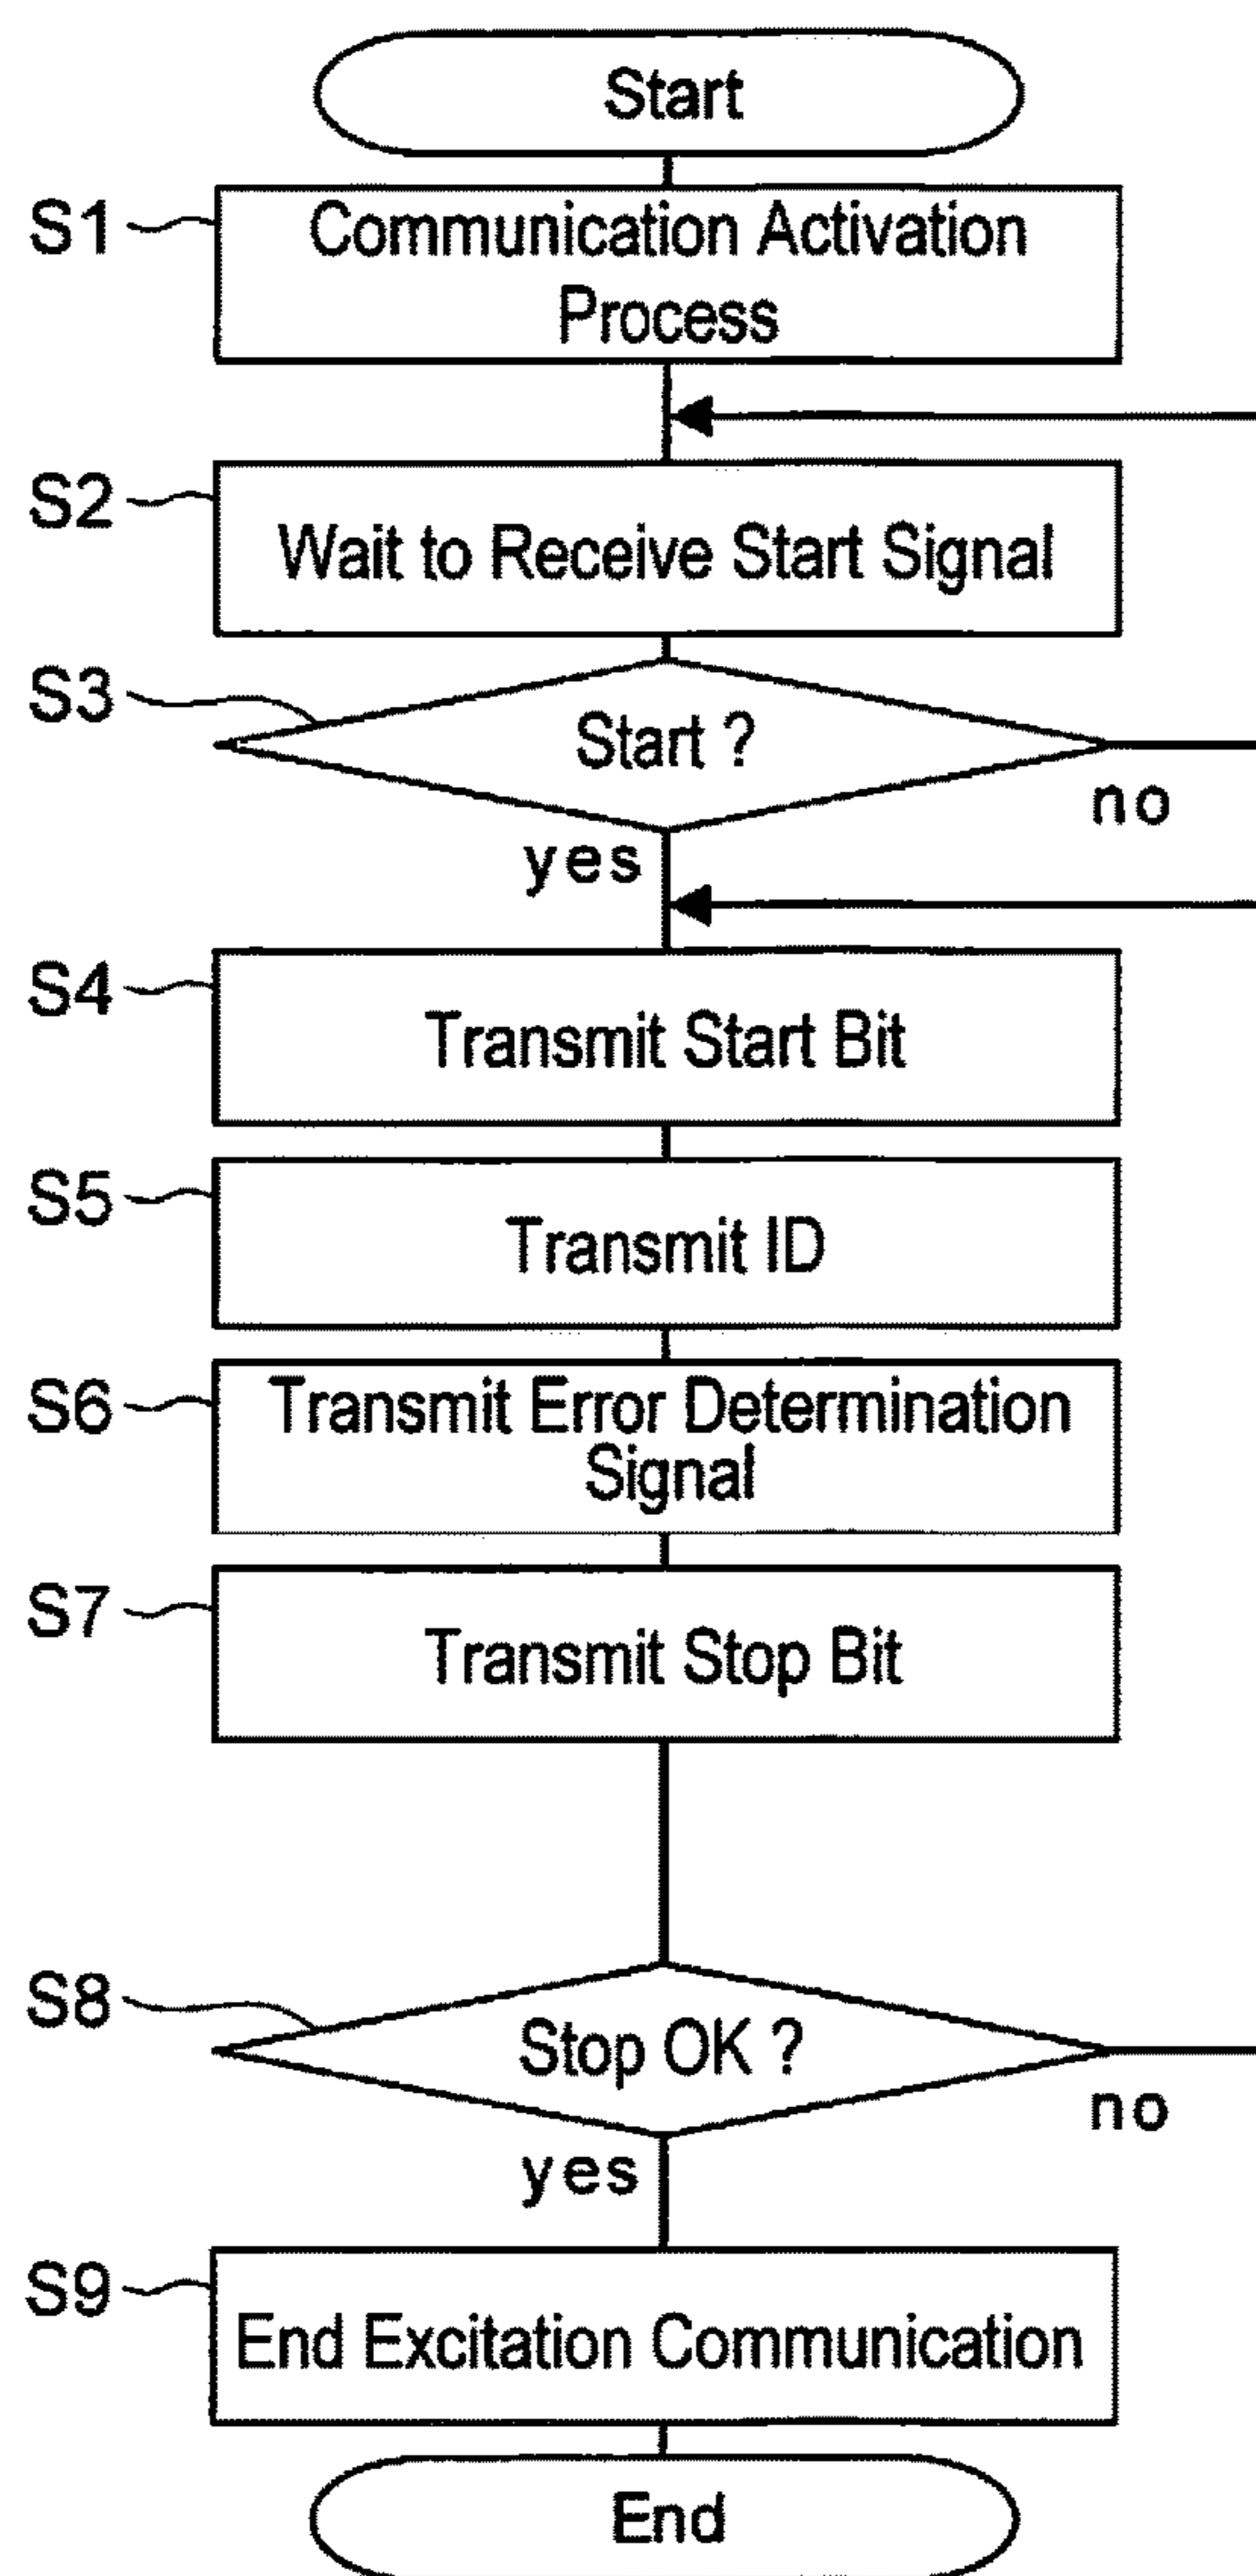 Start
S1
Communication Activation
Process
S2
Wait to Receive Start Signal
S3
Start ?
no
yes
S4
Transmit Start Bit
S5
Transmit ID
S6
Transmit Error Determination
Signal
S7
Transmit Stop Bit
S8
Stop OK ?
no
yes
S9
End Excitation Communication
End